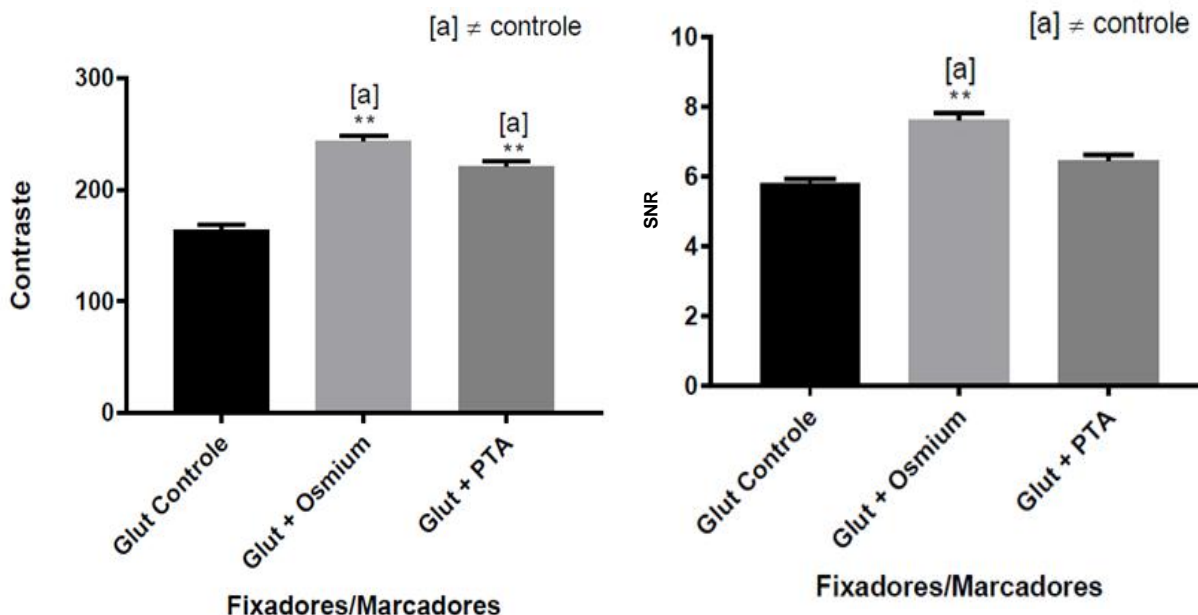 [a] ≠ controle
300
200
100
0
Contraste
[a]
**
[a]
**
Glut Controle
Glut + Osmium
Glut + PTA
Fixadores/Marcadores
[a] ≠ controle
10
8
6
4
2
0
SNR
[a]
**
Glut Controle
Glut + Osmium
Glut + PTA
Fixadores/Marcadores